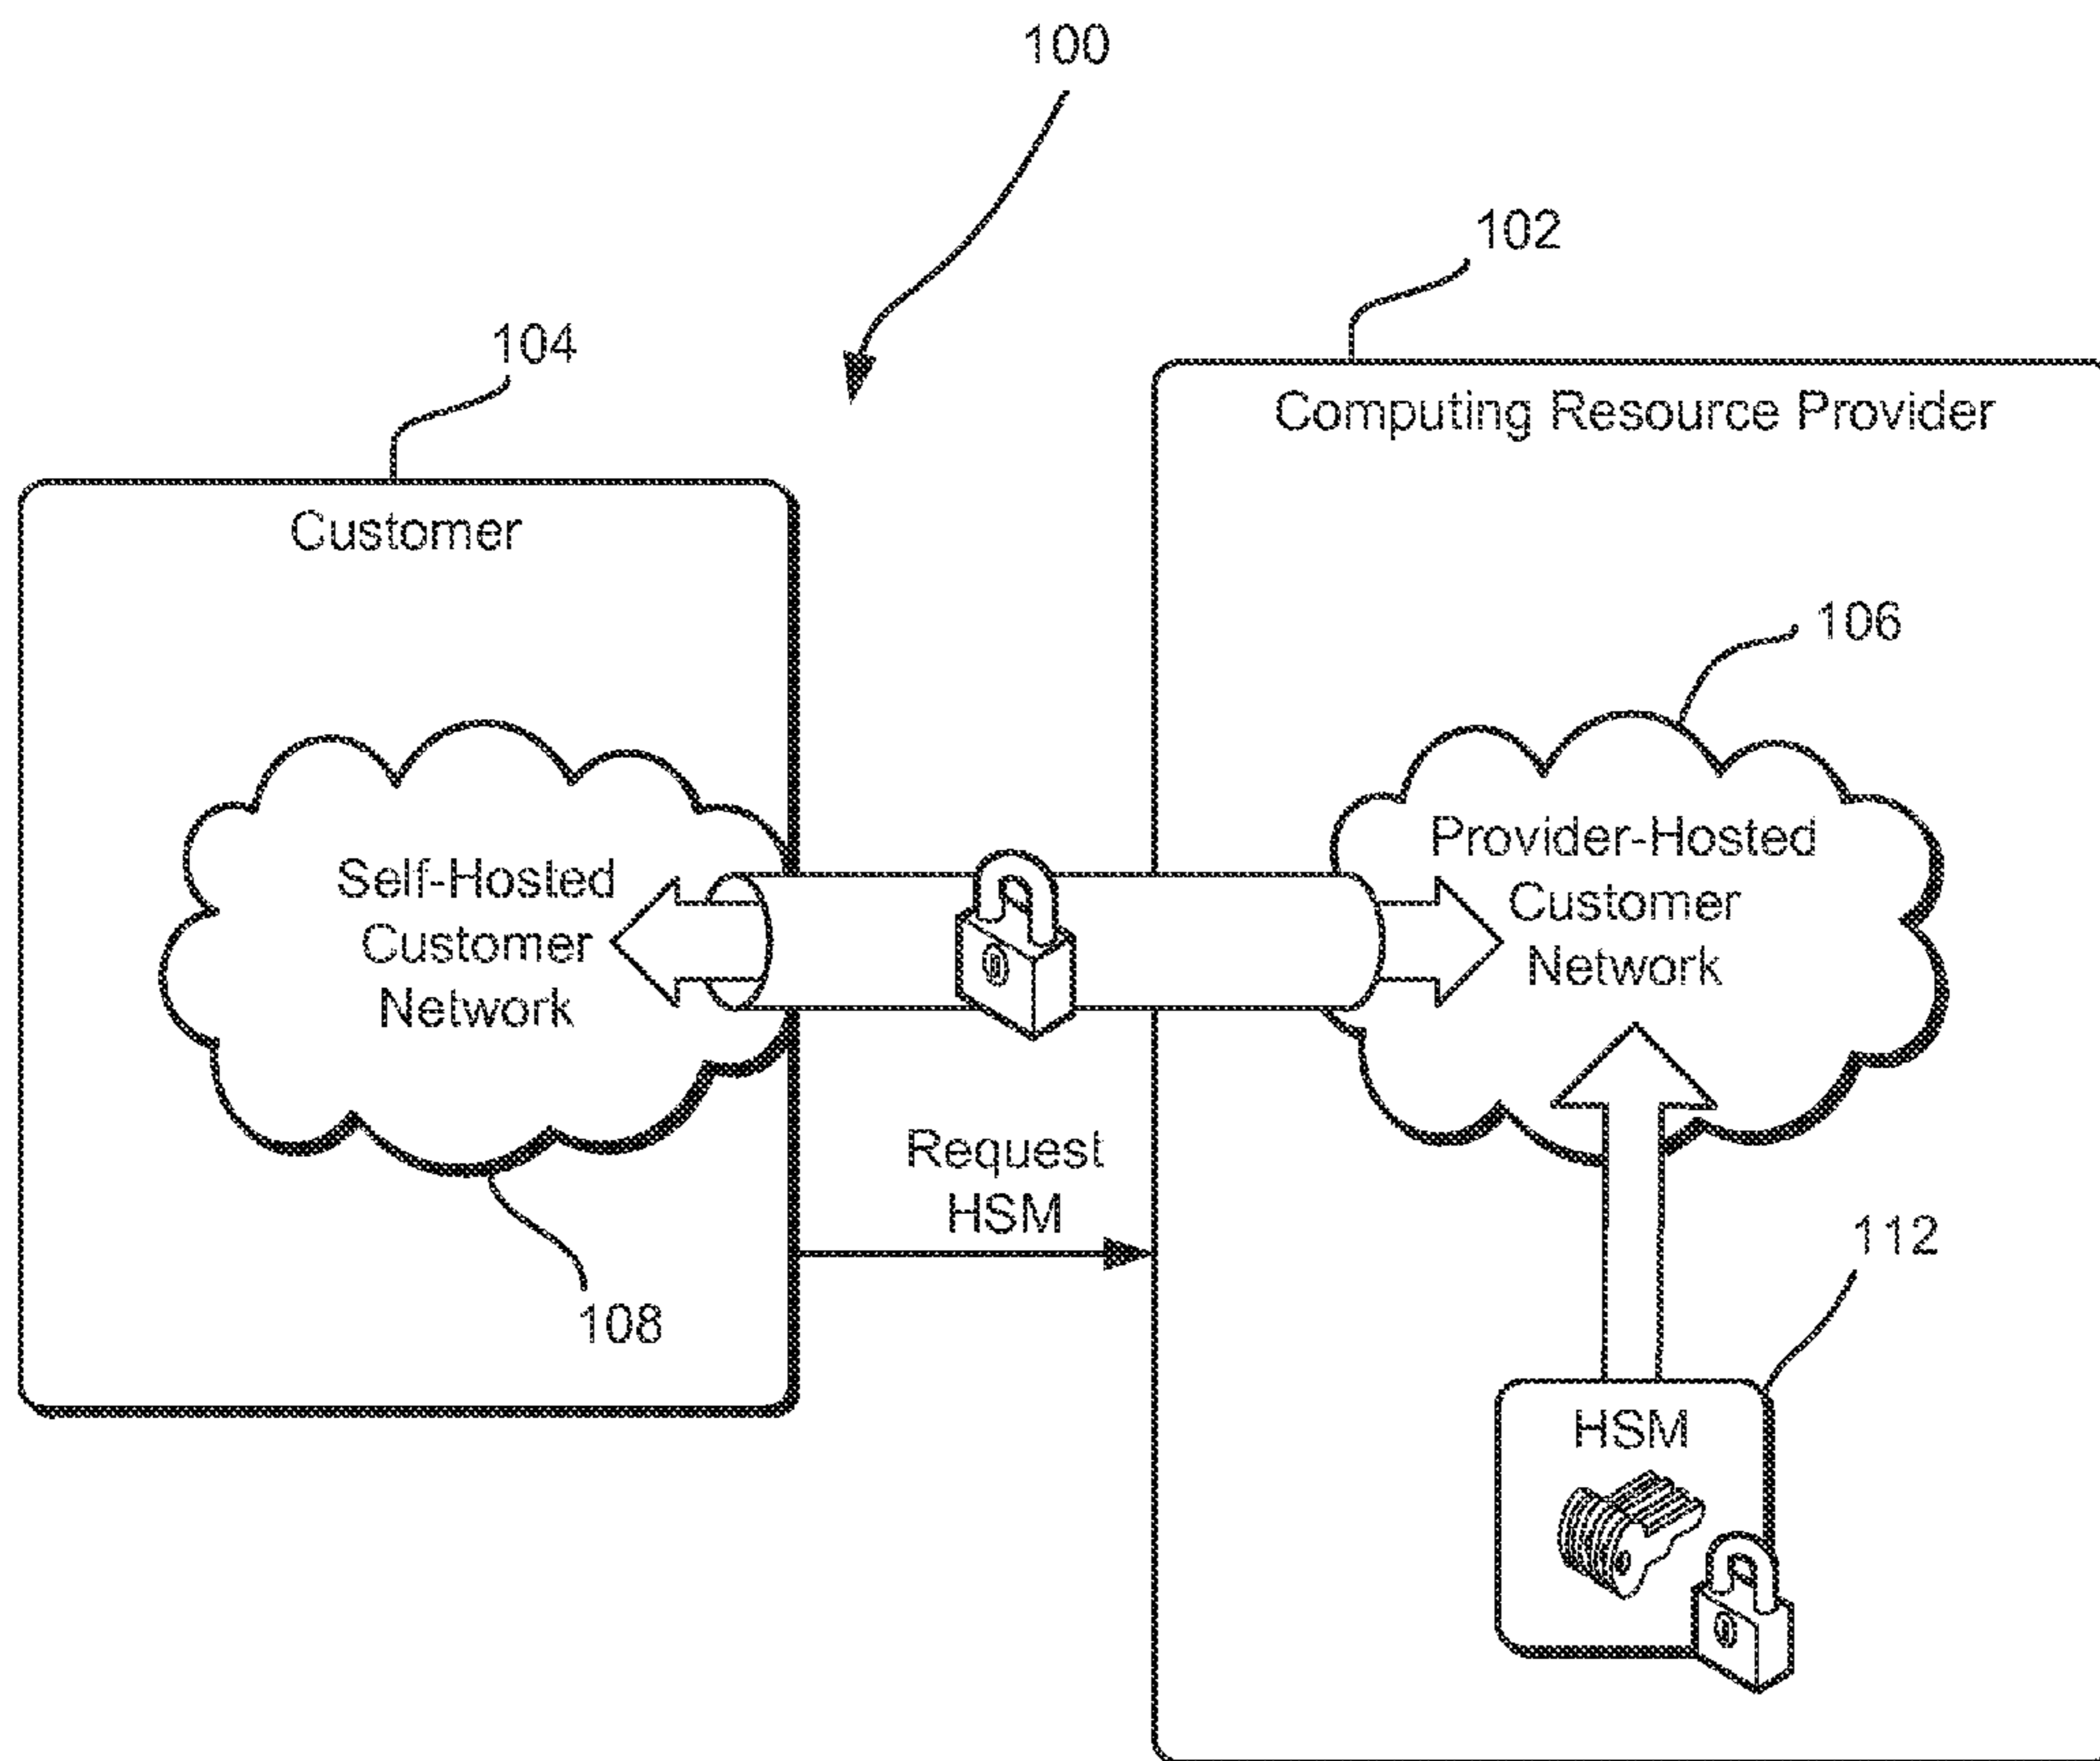 100
102
104
Computing Resource Provider
Customer
106
Provider-Hosted
Customer
Network
Self-Hosted
Customer
Network
Request
HSM
112
108
HSM